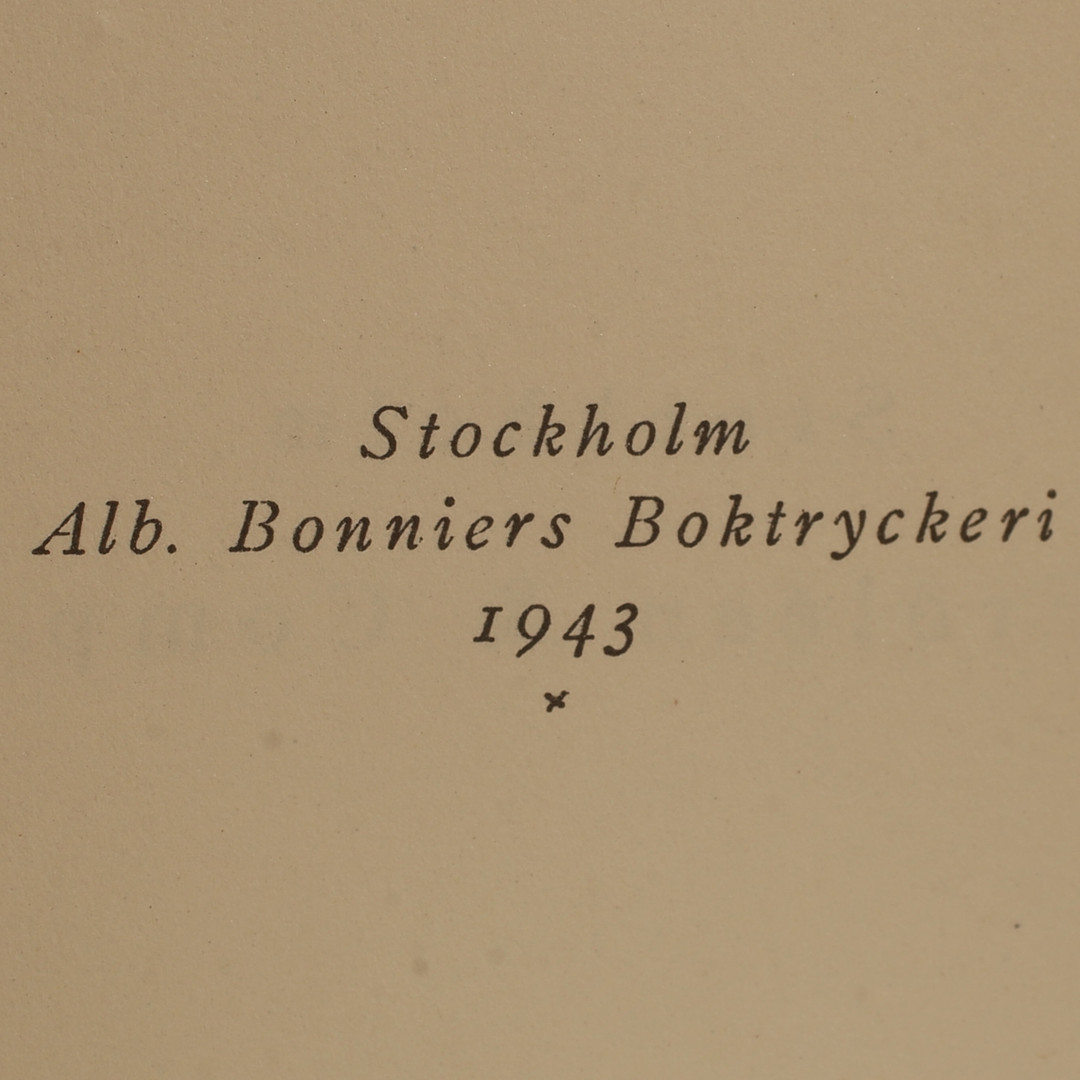 Stockholm
Alb. Bonniers Boktryckeri
1943
×